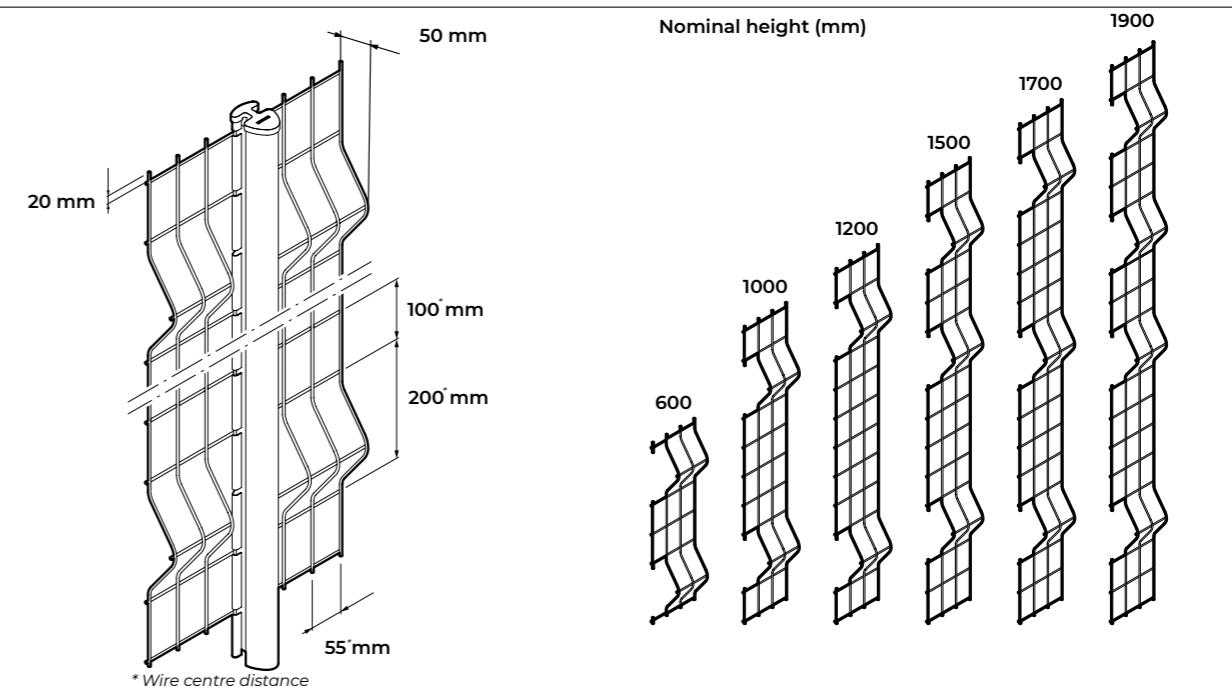 50 mm
20 mm
100* mm
200* mm
55* mm
* Wire centre distance
Nominal height (mm)
600
1000
1200
1500
1700
1900